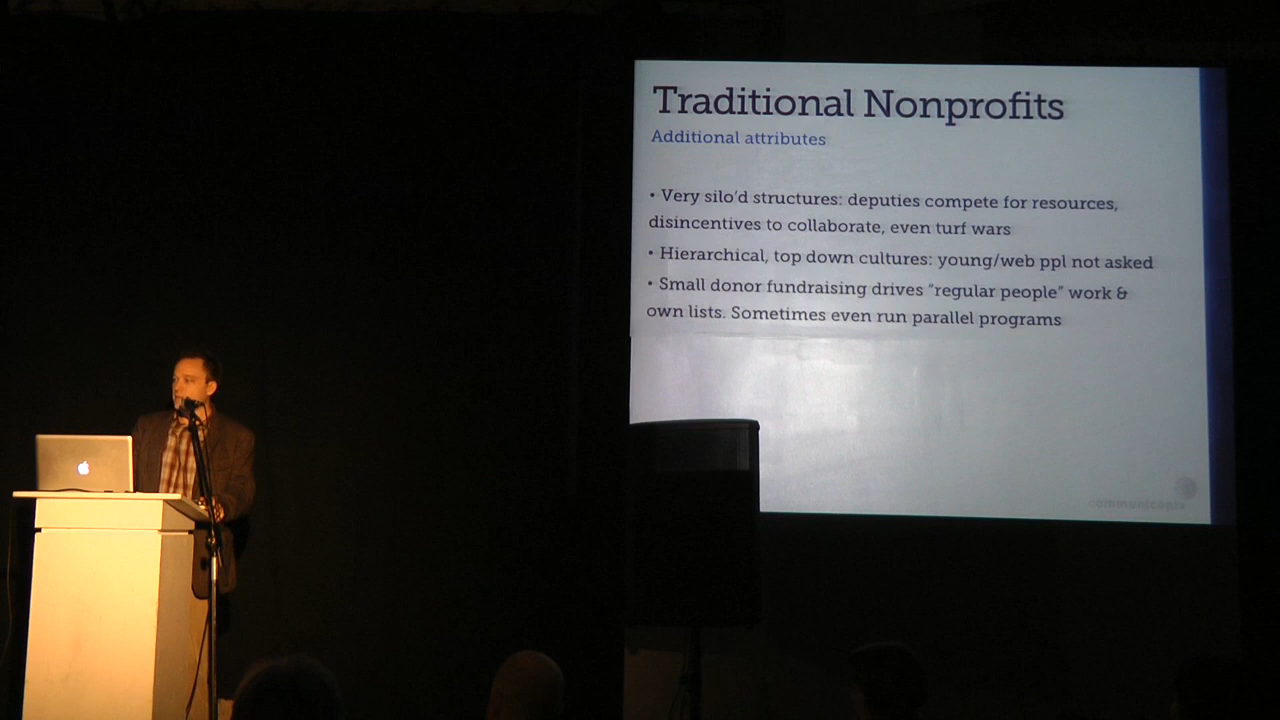 Traditional Nonprofits
Additional attributes
• Very silo'd structures: deputies compete for resources,
disincentives to collaborate, even turf wars
• Hierarchical, top down cultures: young/web ppl not asked
• Small donor fundraising drives "regular people" work &
own lists. Sometimes even run parallel programs